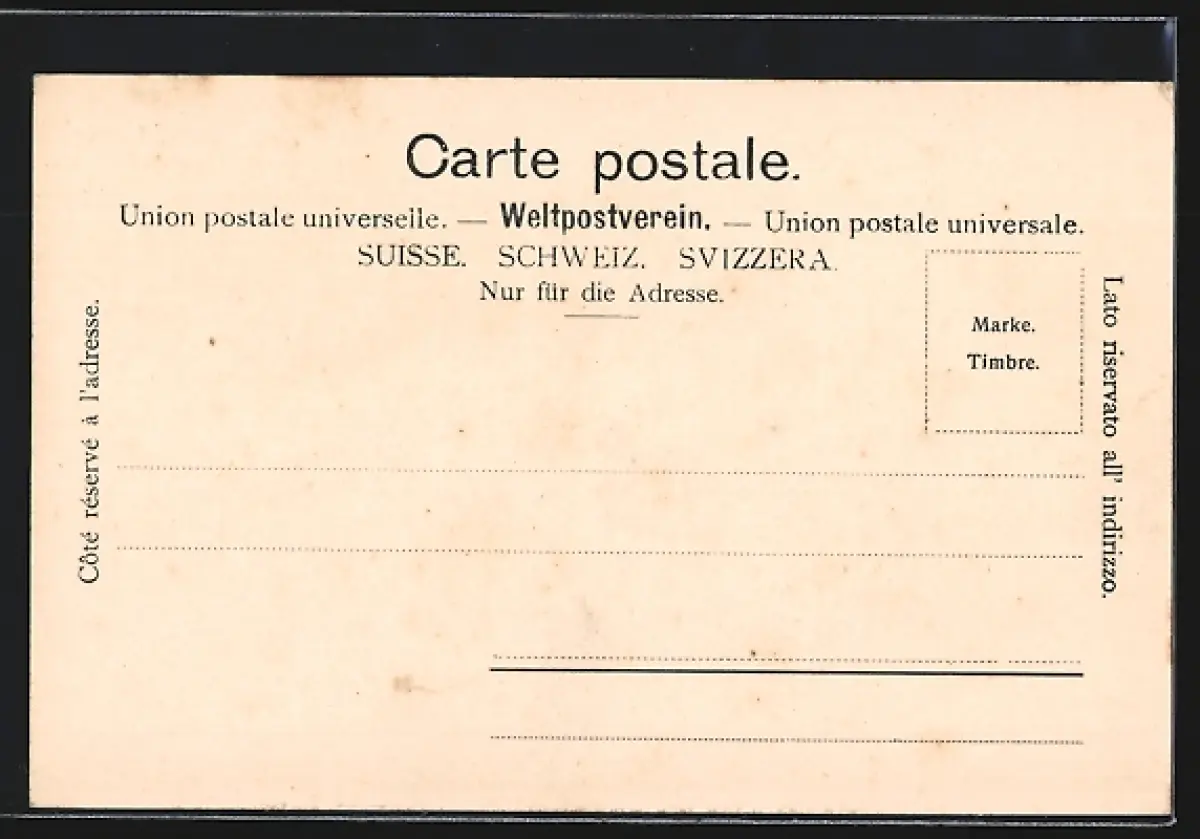 Carte postale.
Union postale universelle. — Weltpostverein. — Union postale universale.
SUISSE. SCHWEIZ. SVIZZERA.
Nur für die Adresse.
Marke.
Timbre.
Côté réservé à l'adresse.
Lato riservato all' indirizzo.